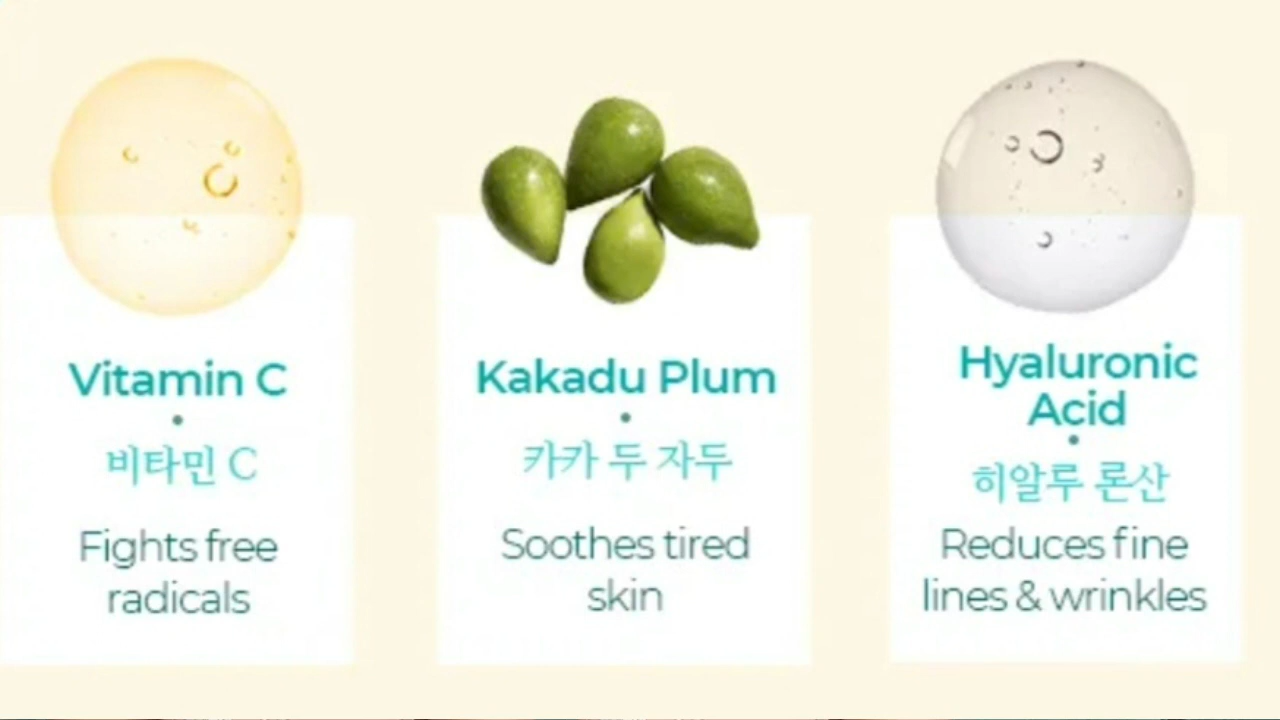 Vitamin C
비타민 C
Fights free
radicals
Kakadu Plum
카카 두 자두
Soothes tired
skin
Hyaluronic
Acid
히알루 론산
Reduces fine
lines & wrinkles